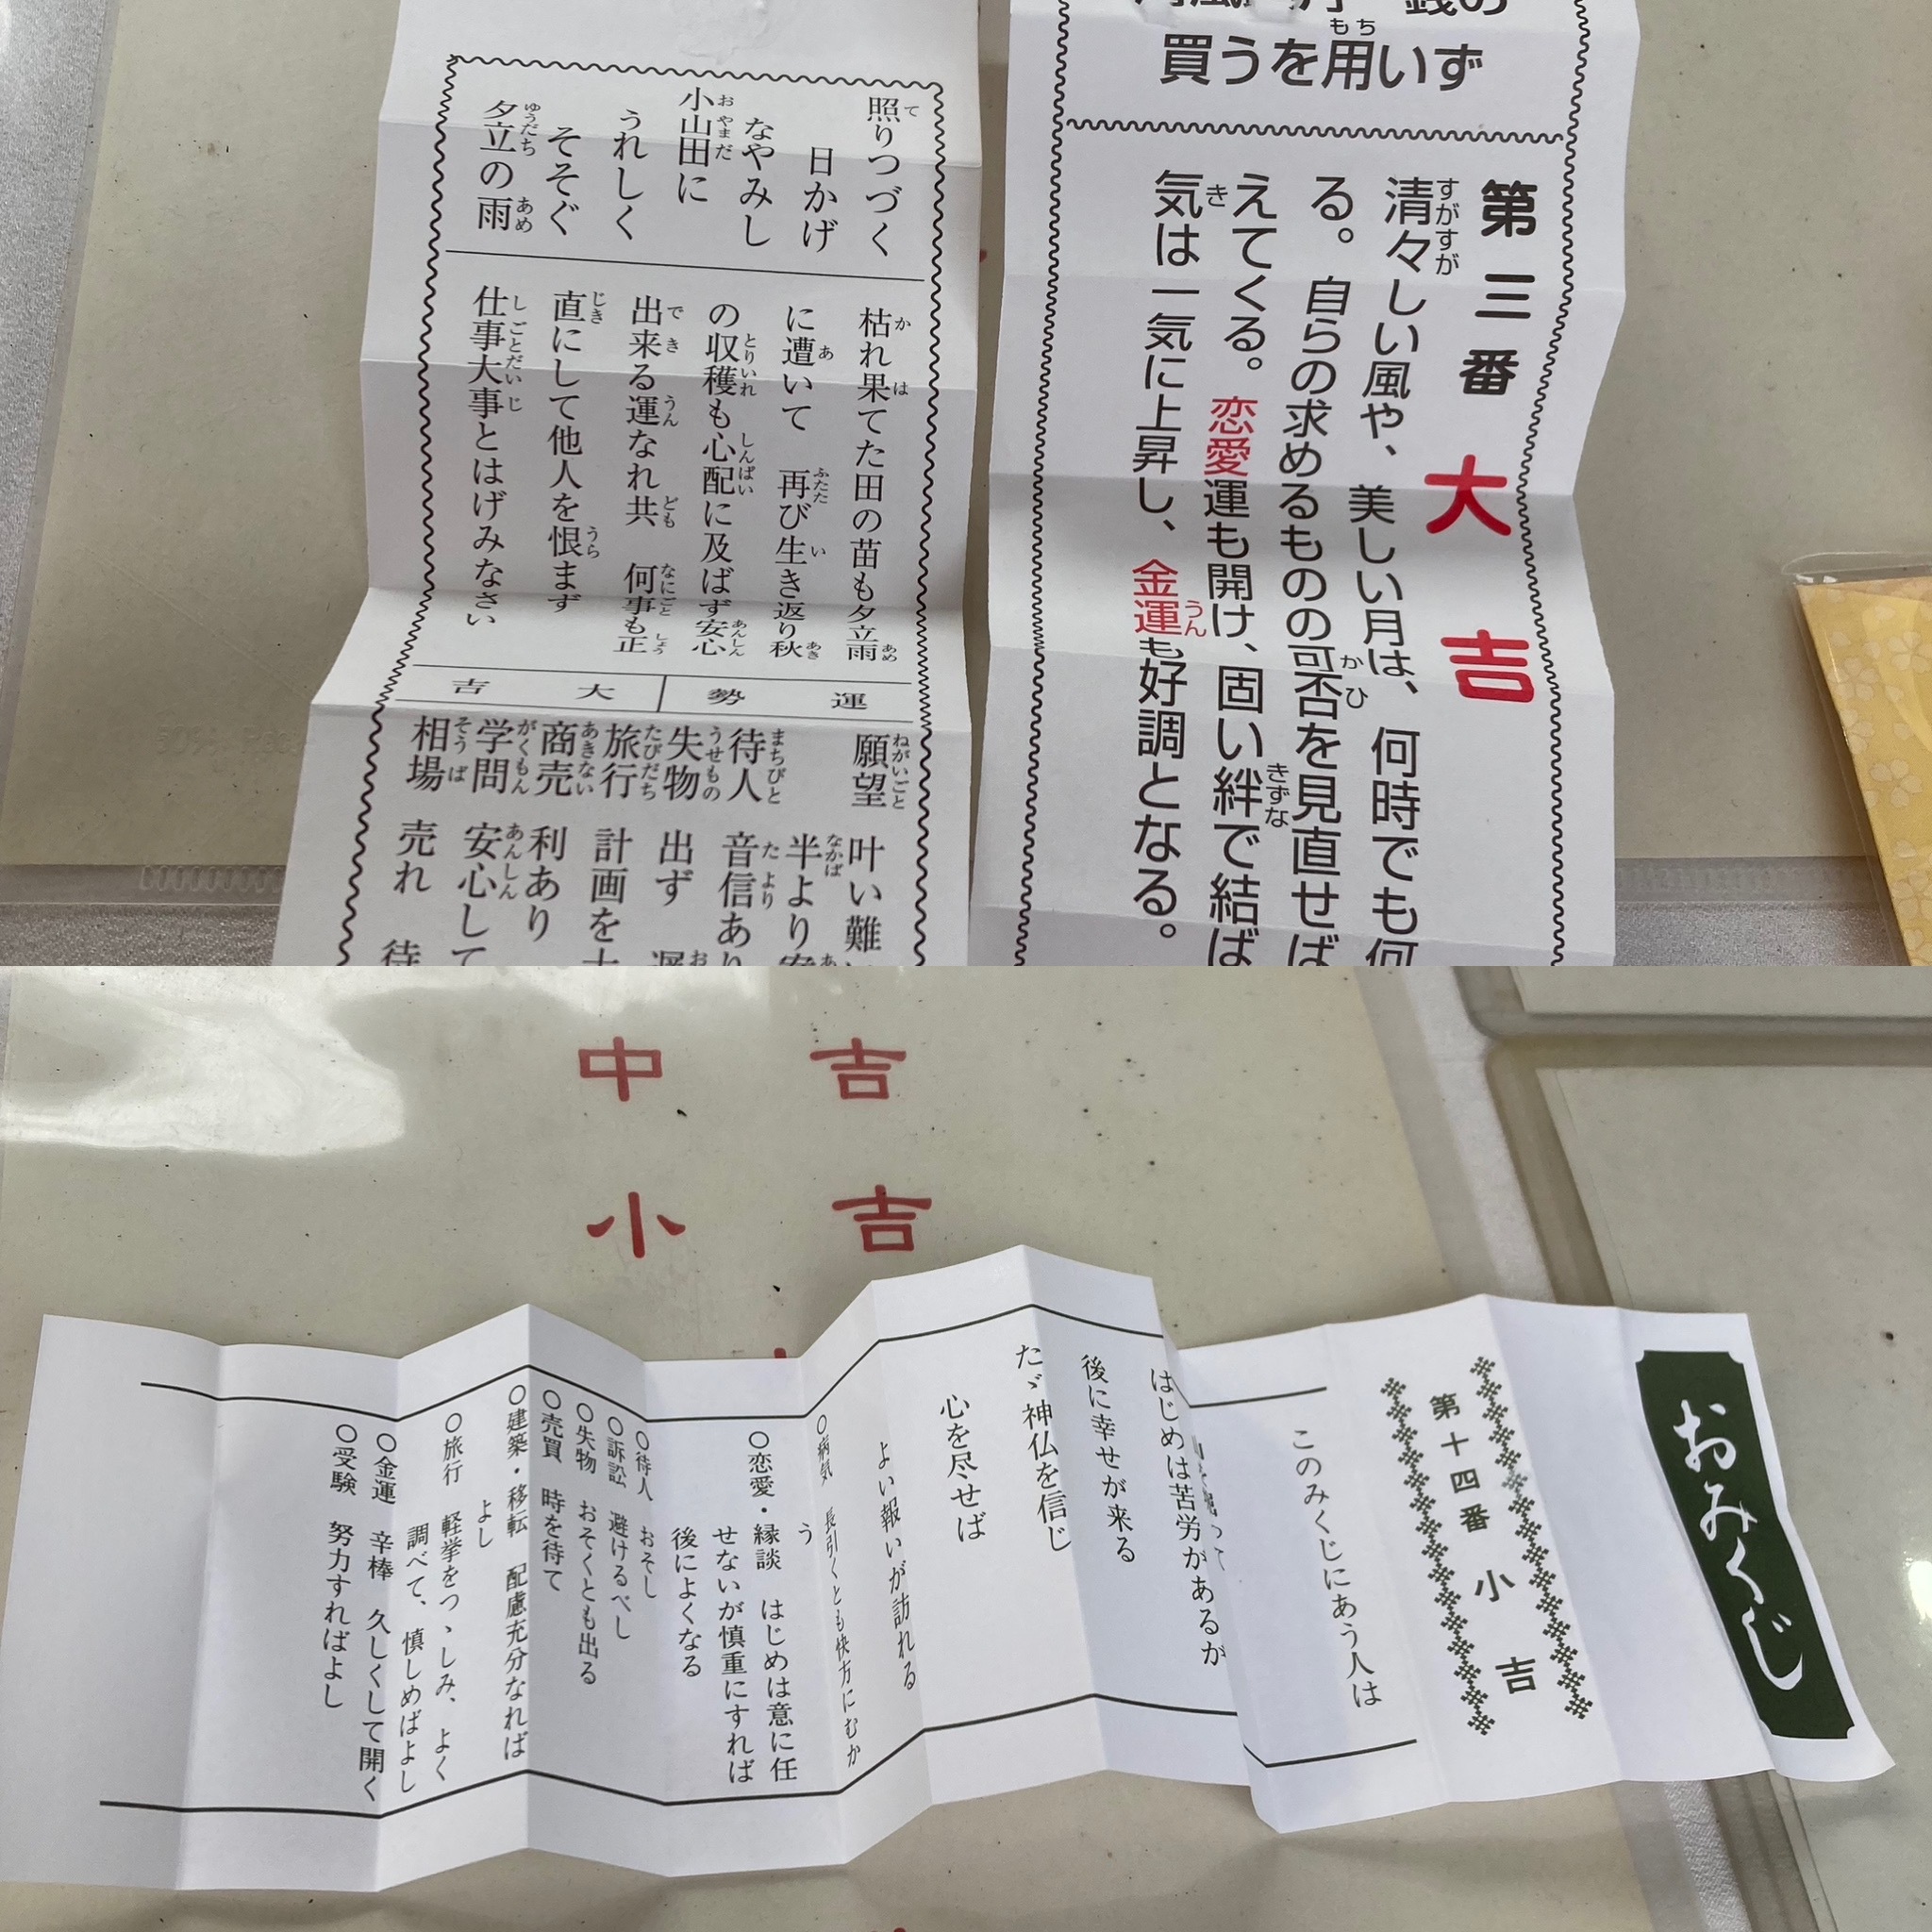 買うを用いず
第三番 大吉
清々しい風や、美しい月は、何時でも何
る。自らの求めるものの可否を見直せば
えてくる。恋愛運も開け、固い絆で結ば
気は一気に上昇し、金運も好調となる。
照りつづく
日かげ
なやみし
小山田に
うれしく
そそぐ
夕立の雨
枯れ果てた田の苗も夕立雨
に遭いて 再び生き返り秋
の収穫も心配に及ばず安心
出来る運なれ共 何事も正
直にして他人を恨まず
仕事大事とはげみなさい
運勢 大吉
願望 叶い難
半より
待人 音信あり
失物 出ず
旅行 計画を
商売 利あり
学問 安心して
相場 売れ 待
中吉
小吉
おみくじ
第十四番 小吉
このみくじにあう人は
はじめは苦労があるが
後に幸せが来る
たゞ神仏を信じ
心を尽せば
よい報いが訪れる
○病気 長引くとも快方にむか
う
○恋愛・縁談 はじめは意に任
せないが慎重にすれば
後によくなる
○待人 おそし
○訴訟 避けるべし
○失物 おそくとも出る
○売買 時を待て
○建築・移転 配慮充分なれば
よし
○旅行 軽挙をつゝしみ、よく
調べて、慎しめばよし
○金運 辛棒 久しくして開く
○受験 努力すればよし